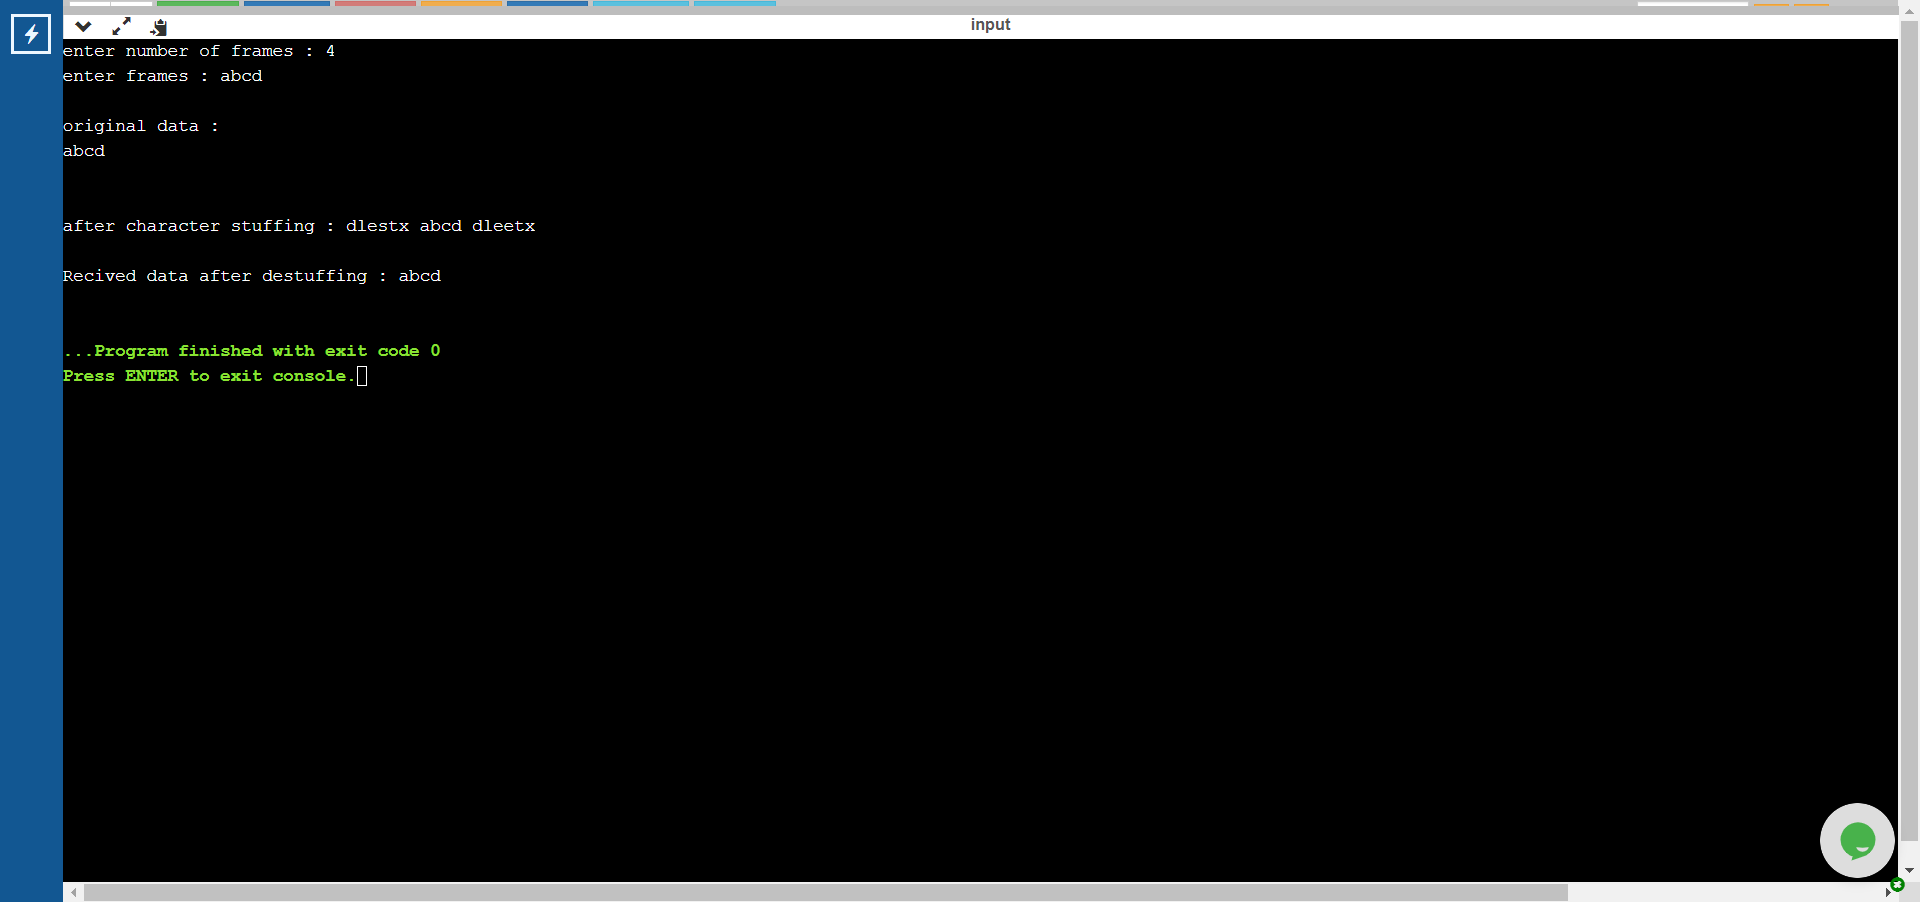 input
enter number of frames : 4
enter frames : abcd
original data :
abcd
after character stuffing : dlestx abcd dleetx
Recived data after destuffing : abcd
...Program finished with exit code 0
Press ENTER to exit console.